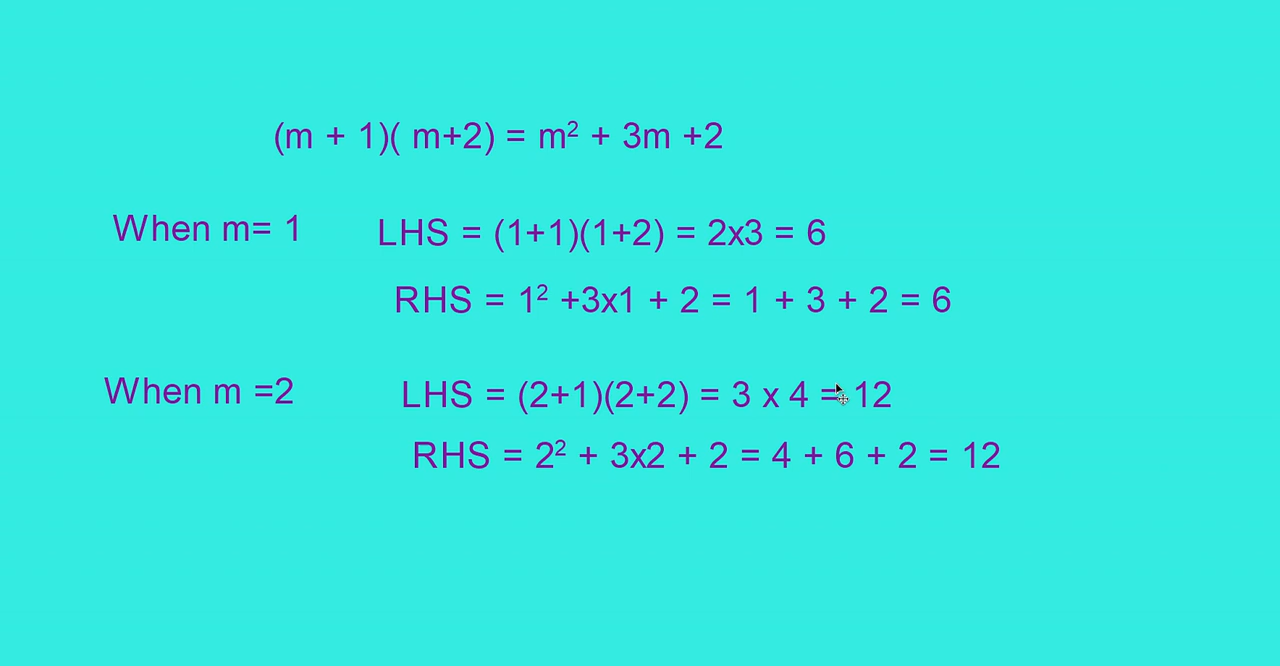 (m + 1)( m+2) = m² + 3m +2
When m= 1 LHS = (1+1)(1+2) = 2x3 = 6
RHS = 1² +3x1 + 2 = 1 + 3 + 2 = 6
When m =2 LHS = (2+1)(2+2) = 3 x 4 = 12
RHS = 2² + 3x2 + 2 = 4 + 6 + 2 = 12